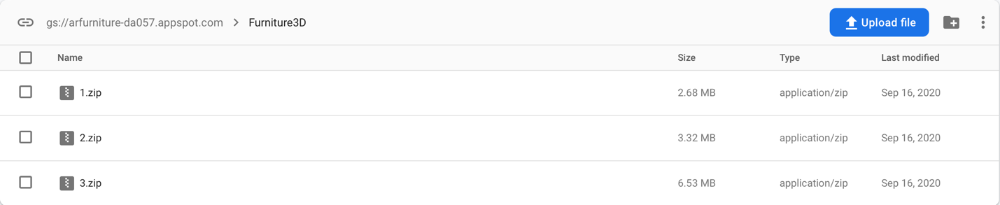 gs://arfurniture-da057.appspot.com > Furniture3D Upload file
Name Size Type Last modified
1.zip 2.68 MB application/zip Sep 16, 2020
2.zip 3.32 MB application/zip Sep 16, 2020
3.zip 6.53 MB application/zip Sep 16, 2020